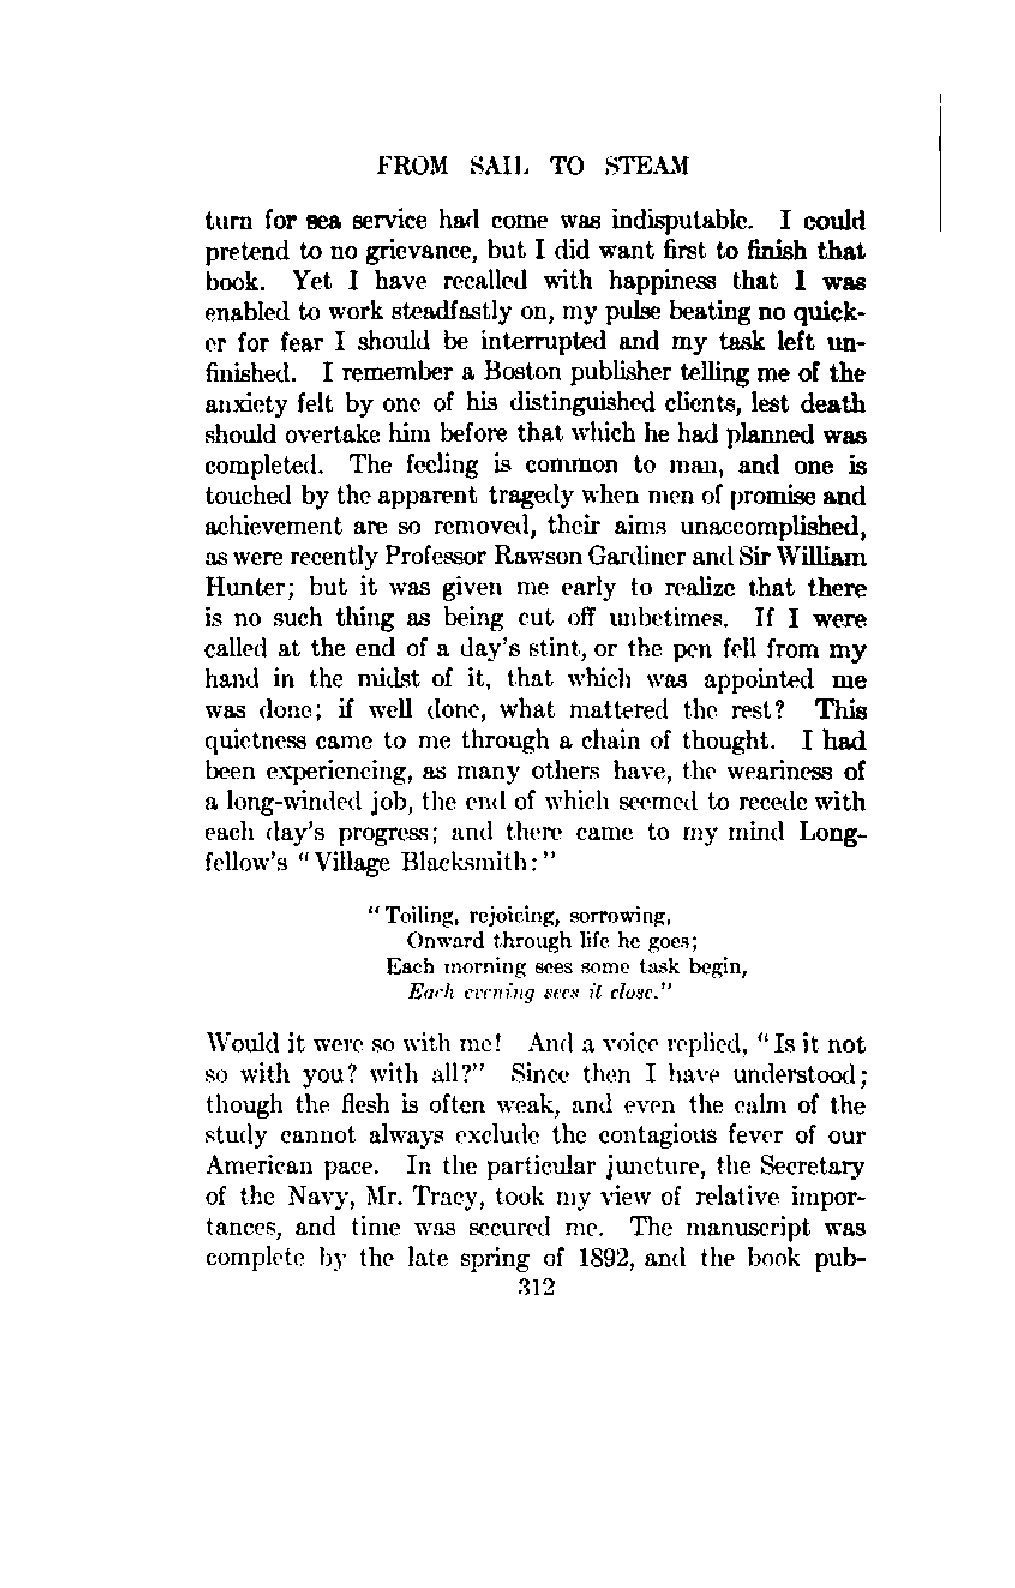 FROM SAIL TO STEAM
turn for sea service had come was indisputable. I could
pretend to no grievance, but I did want first to finish that
book. Yet I have recalled with happiness that I was
enabled to work steadfastly on, my pulse beating no quick-
er for fear I should be interrupted and my task left un-
finished. I remember a Boston publisher telling me of the
anxiety felt by one of his distinguished clients, lest death
should overtake him before that which he had planned was
completed. The feeling is common to man, and one is
touched by the apparent tragedy when men of promise and
achievement are so removed, their aims unaccomplished,
as were recently Professor Rawson Gardiner and Sir William
Hunter; but it was given me early to realize that there
is no such thing as being cut off unbetimes. If I were
called at the end of a day's stint, or the pen fell from my
hand in the midst of it, that which was appointed me
was done; if well done, what mattered the rest? This
quietness came to me through a chain of thought. I had
been experiencing, as many others have, the weariness of
a long-winded job, the end of which seemed to recede with
each day's progress; and there came to my mind Long-
fellow's "Village Blacksmith:"
"Toiling, rejoicing, sorrowing,
Onward through life he goes;
Each morning sees some task begin,
Each evening sees it close."
Would it were so with me! And a voice replied, "Is it not
so with you? with all?" Since then I have understood;
though the flesh is often weak, and even the calm of the
study cannot always exclude the contagious fever of our
American pace. In the particular juncture, the Secretary
of the Navy, Mr. Tracy, took my view of relative impor-
tances, and time was secured me. The manuscript was
complete by the late spring of 1892, and the book pub-
312